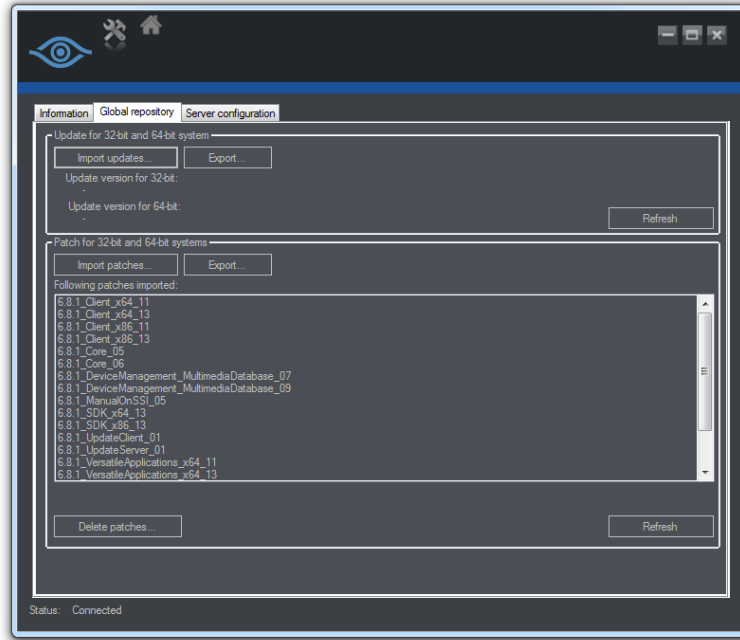 Information Global repository Server configuration
Update for 32-bit and 64-bit system
Import updates... Export...
Update version for 32-bit:
-
Update version for 64-bit:
-
Refresh
Patch for 32-bit and 64-bit systems
Import patches... Export...
Following patches imported:
6.8.1_Client_x64_11
6.8.1_Client_x64_13
6.8.1_Client_x86_11
6.8.1_Client_x86_13
6.8.1_Core_05
6.8.1_Core_06
6.8.1_DeviceManagement_MultimediaDatabase_07
6.8.1_DeviceManagement_MultimediaDatabase_09
6.8.1_ManualOnSSI_05
6.8.1_SDK_x64_13
6.8.1_SDK_x86_13
6.8.1_UpdateClient_01
6.8.1_UpdateServer_01
6.8.1_VersatileApplications_x64_11
6.8.1_VersatileApplications_x64_13
Delete patches... Refresh
Status: Connected